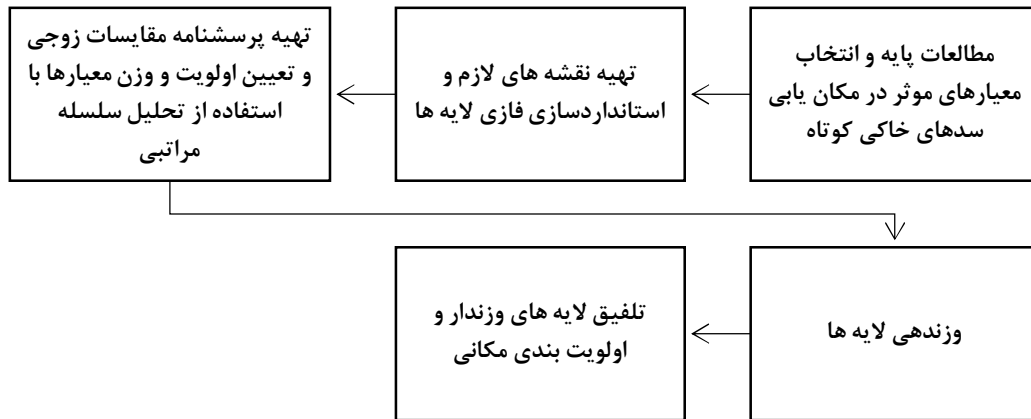 مطالعات پایه و انتخاب
معیارهای موثر در مکان یابی
سدهای خاکی کوتاه
تهیه نقشه های لازم و
استانداردسازی فازی لایه ها
تهیه پرسشنامه مقایسات زوجی
و تعیین اولویت و وزن معیارها با
استفاده از تحلیل سلسله
مراتبی
وزندهی لایه ها
تلفیق لایه های وزندار و
اولویت بندی مکانی